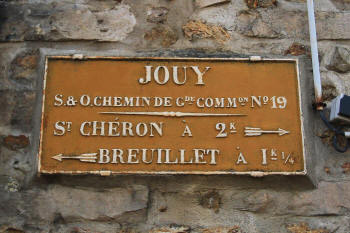 JOUY
S.&O. CHEMIN DE GDE COMMON NO 19
ST CHÉRON À 2K
BREUILLET À 1K 1/4